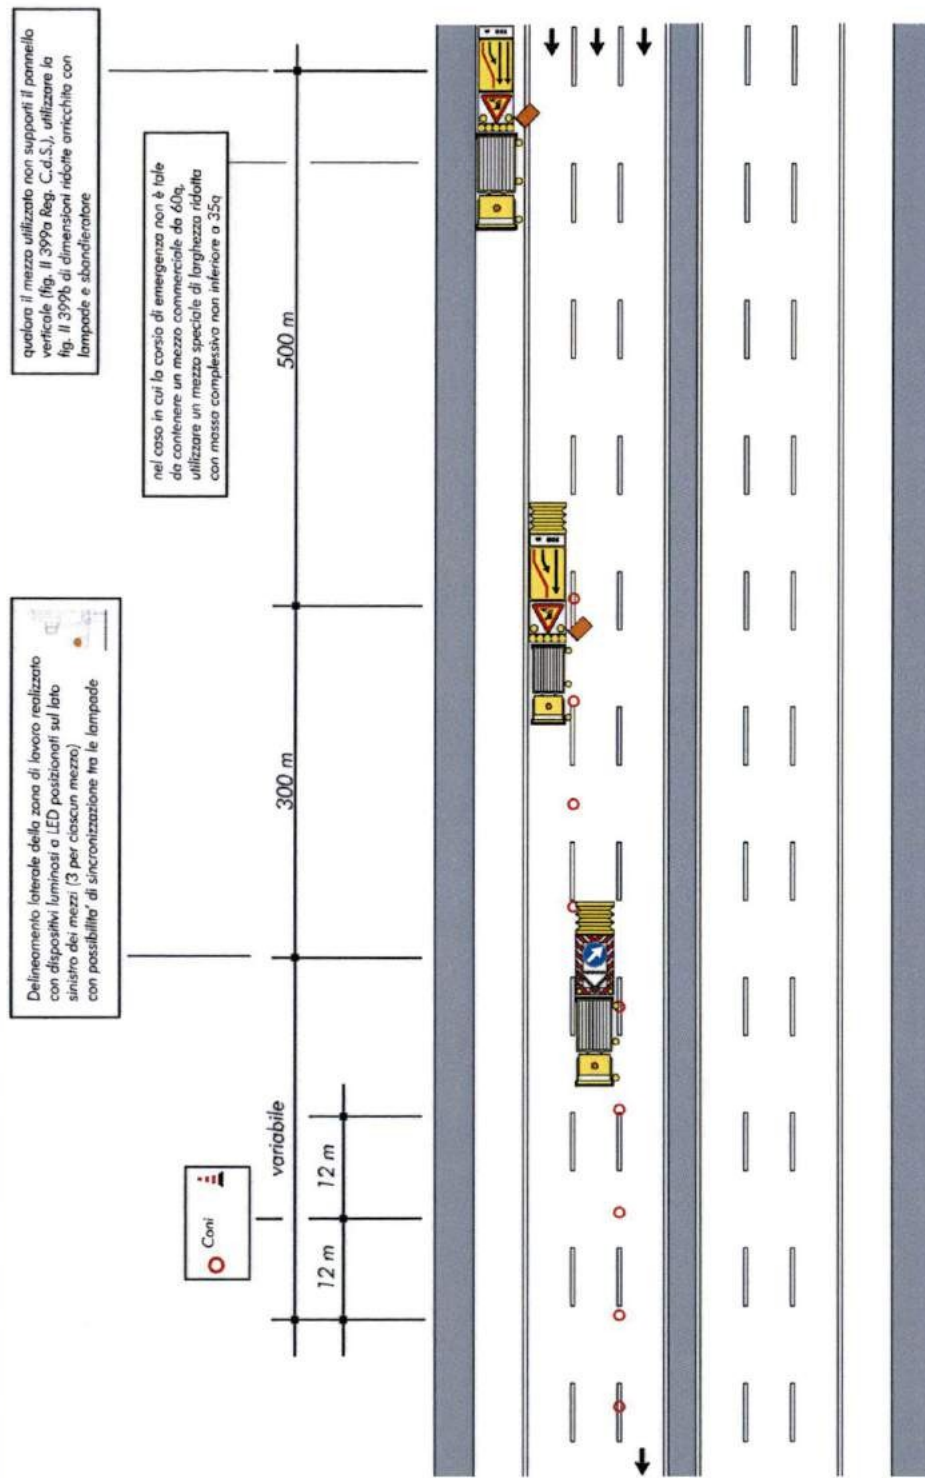 qualora il mezzo utilizzato non supporti il pannello
verticale (fig. II 399a Reg. C.d.S.), utilizzare la
fig. II 399b di dimensioni ridotte arricchita con
lampade e sbandieratore
nel caso in cui la corsia di emergenza non è tale
da contenere un mezzo commerciale da 60q,
utilizzare un mezzo speciale di larghezza ridotta
con massa complessiva non inferiore a 35q
500 m
Delineamento laterale della zona di lavoro realizzato
con dispositivi luminosi a LED posizionati sul lato
sinistro dei mezzi (3 per ciascun mezzo)
con possibilita' di sincronizzazione tra le lampade
300 m
variabile
12 m
12 m
Coni